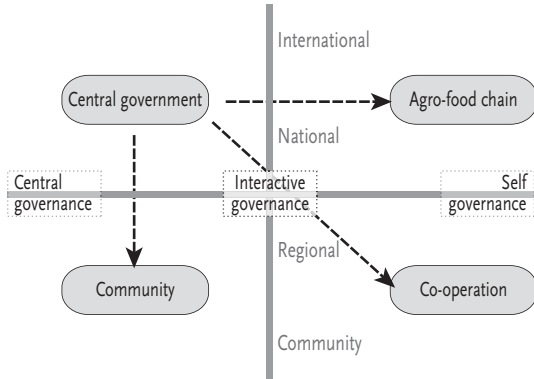 International
Central government
Agro-food chain
National
Central
governance
Interactive
governance
Self
governance
Regional
Community
Co-operation
Community